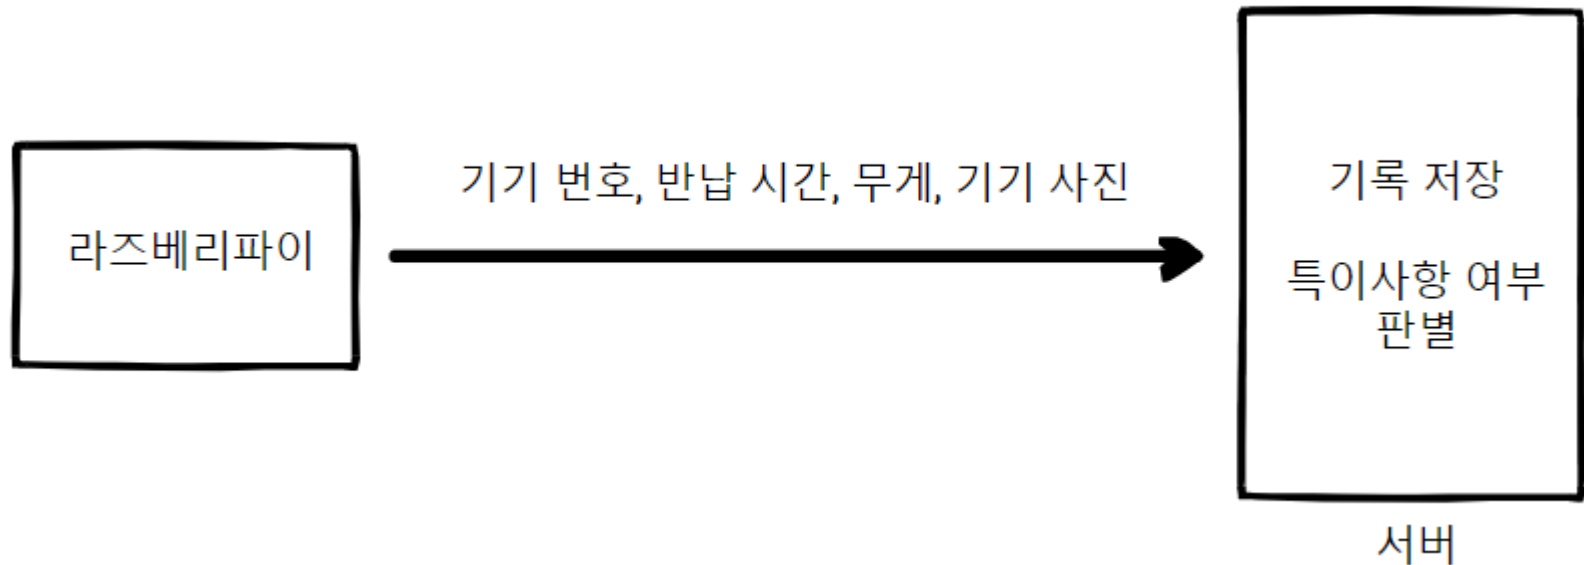 라즈베리파이
기기 번호, 반납 시간, 무게, 기기 사진
기록 저장
특이사항 여부
판별
서버